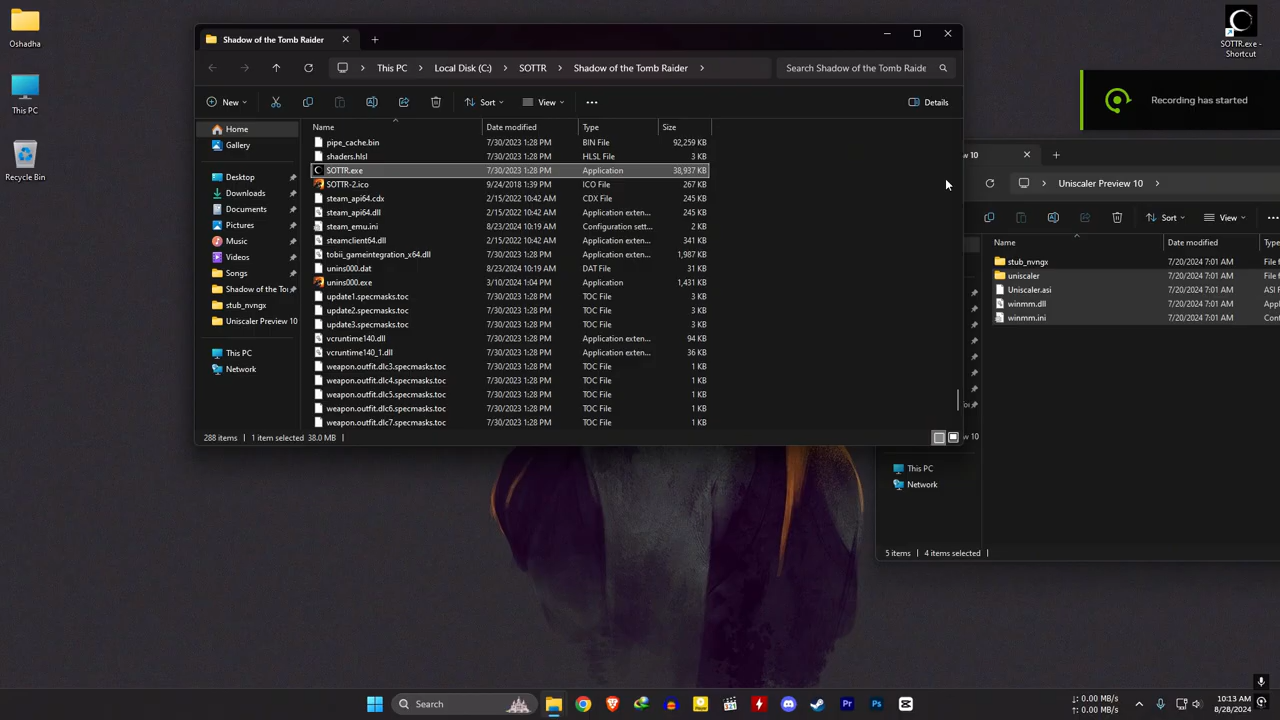 Oshadha
This PC
Recycle Bin
SOTTR.exe -
Shortcut
Recording has started
Shadow of the Tomb Raider
This PC
Local Disk (C:)
SOTTR
Shadow of the Tomb Raider
Search Shadow of the Tomb Raide
New
Sort
View
Details
Home
Gallery
Desktop
Downloads
Documents
Pictures
Music
Videos
Songs
Shadow of the To
stub_nvngx
Uniscaler Preview 10
This PC
Network
Name Date modified Type Size
pipe_cache.bin 7/30/2023 1:28 PM BIN File 92,259 KB
shaders.hlsl 7/30/2023 1:28 PM HLSL File 3 KB
SOTTR.exe 7/30/2023 1:28 PM Application 38,937 KB
SOTTR-2.ico 9/24/2018 1:39 PM ICO File 267 KB
steam_api64.cdx 2/15/2022 10:42 AM CDX File 245 KB
steam_api64.dll 2/15/2022 10:42 AM Application exten... 245 KB
steam_emu.ini 8/23/2024 10:19 AM Configuration sett... 2 KB
steamclient64.dll 2/15/2022 10:42 AM Application exten... 341 KB
tobii_gameintegration_x64.dll 7/30/2023 1:28 PM Application exten... 1,987 KB
unins000.dat 8/23/2024 10:19 AM DAT File 31 KB
unins000.exe 3/10/2024 1:04 PM Application 1,431 KB
update1.specmasks.toc 7/30/2023 1:28 PM TOC File 3 KB
update2.specmasks.toc 7/30/2023 1:28 PM TOC File 3 KB
update3.specmasks.toc 7/30/2023 1:28 PM TOC File 3 KB
vcruntime140.dll 7/30/2023 1:28 PM Application exten... 94 KB
vcruntime140_1.dll 7/30/2023 1:28 PM Application exten... 36 KB
weapon.outfit.dlc3.specmasks.toc 7/30/2023 1:28 PM TOC File 1 KB
weapon.outfit.dlc4.specmasks.toc 7/30/2023 1:28 PM TOC File 1 KB
weapon.outfit.dlc5.specmasks.toc 7/30/2023 1:28 PM TOC File 1 KB
weapon.outfit.dlc6.specmasks.toc 7/30/2023 1:28 PM TOC File 1 KB
weapon.outfit.dlc7.specmasks.toc 7/30/2023 1:28 PM TOC File 1 KB
288 items 1 item selected 38.0 MB
w 10
Uniscaler Preview 10
Sort
View
Name Date modified Type
stub_nvngx 7/20/2024 7:01 AM File f
uniscaler 7/20/2024 7:01 AM File f
Uniscaler.asi 7/20/2024 7:01 AM ASI F
winmm.dll 7/20/2024 7:01 AM Appl
winmm.ini 7/20/2024 7:01 AM Conf
w 10
This PC
Network
5 items 4 items selected
Search
↑: 0.00 MB/s
↓: 0.00 MB/s
10:13 AM
8/28/2024